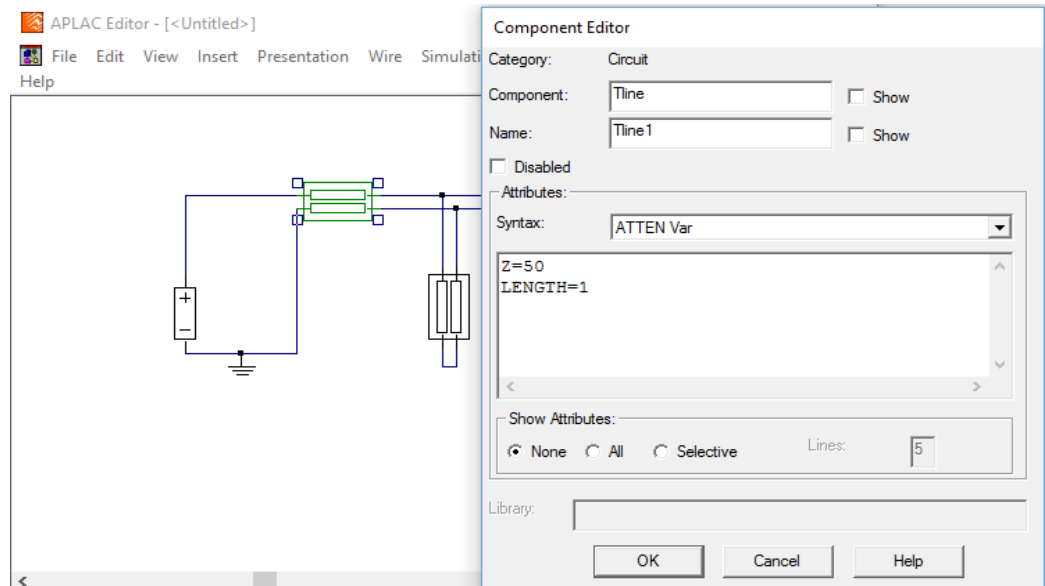 APLAC Editor - [<Untitled>]
File Edit View Insert Presentation Wire Simulati
Help
Component Editor
Category: Circuit
Component: Tline Show
Name: Tline1 Show
Disabled
Attributes:
Syntax: ATTEN Var
Z=50
LENGTH=1
Show Attributes:
None All Selective Lines: 5
Library:
OK Cancel Help